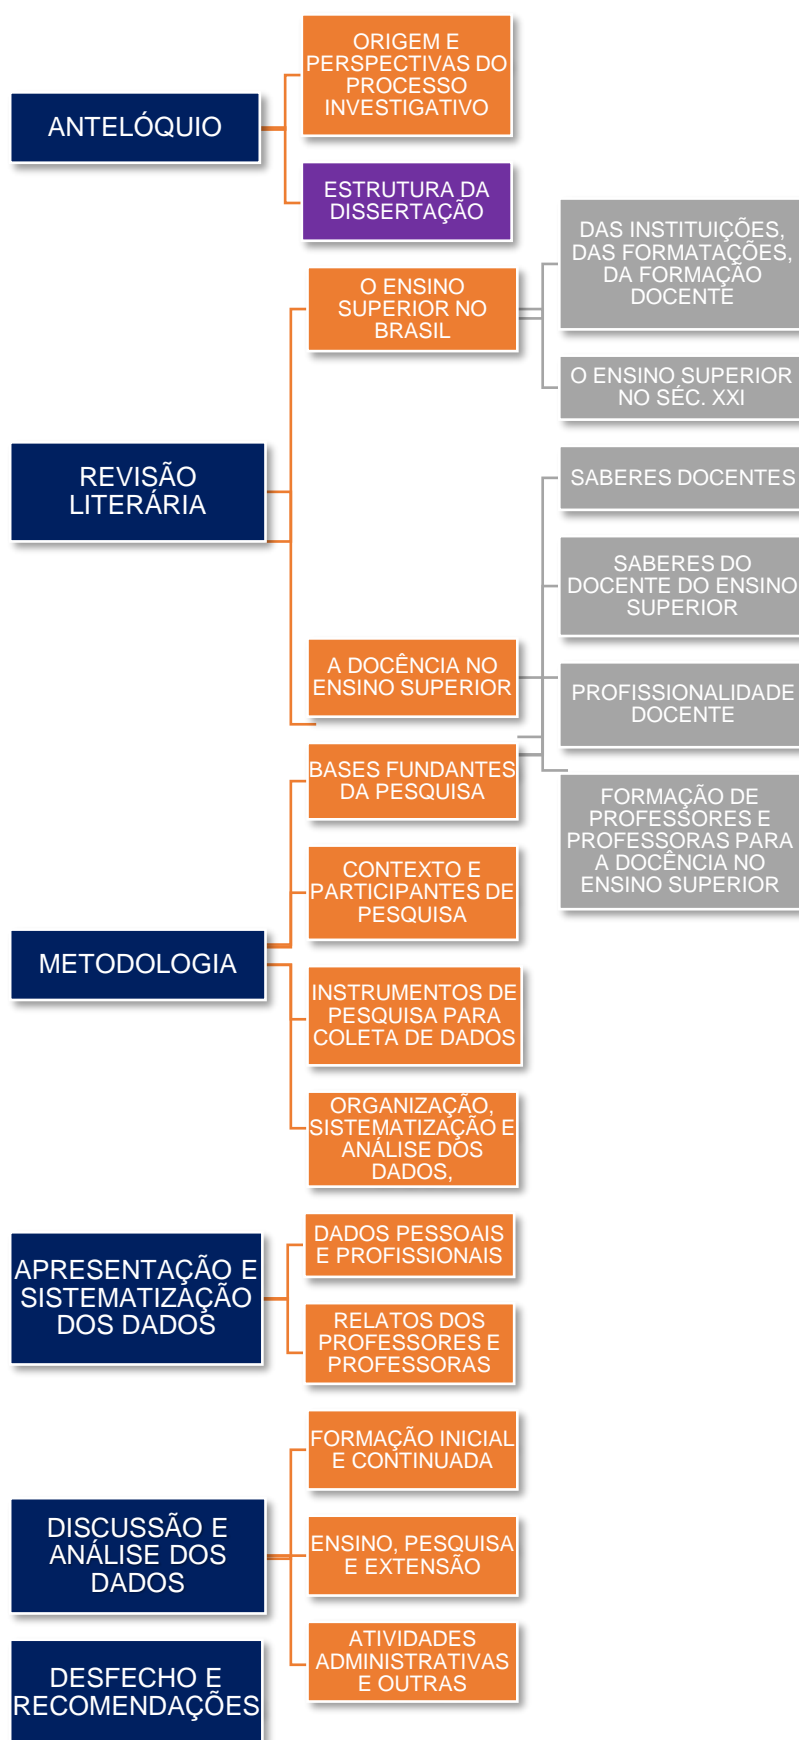 ANTELÓQUIO
ORIGEM E
PERSPECTIVAS DO
PROCESSO
INVESTIGATIVO
ESTRUTURA DA
DISSERTAÇÃO
REVISÃO
LITERÁRIA
O ENSINO
SUPERIOR NO
BRASIL
DAS INSTITUIÇÕES,
DAS FORMATAÇÕES,
DA FORMAÇÃO
DOCENTE
O ENSINO SUPERIOR
NO SÉC. XXI
A DOCÊNCIA NO
ENSINO SUPERIOR
SABERES DOCENTES
SABERES DO
DOCENTE DO ENSINO
SUPERIOR
PROFISSIONALIDADE
DOCENTE
FORMAÇÃO DE
PROFESSORES E
PROFESSORAS PARA
A DOCÊNCIA NO
ENSINO SUPERIOR
METODOLOGIA
BASES FUNDANTES
DA PESQUISA
CONTEXTO E
PARTICIPANTES DE
PESQUISA
INSTRUMENTOS DE
PESQUISA PARA
COLETA DE DADOS
ORGANIZAÇÃO,
SISTEMATIZAÇÃO E
ANÁLISE DOS
DADOS,
APRESENTAÇÃO E
SISTEMATIZAÇÃO
DOS DADOS
DADOS PESSOAIS
E PROFISSIONAIS
RELATOS DOS
PROFESSORES E
PROFESSORAS
DISCUSSÃO E
ANÁLISE DOS
DADOS
FORMAÇÃO INICIAL
E CONTINUADA
ENSINO, PESQUISA
E EXTENSÃO
ATIVIDADES
ADMINISTRATIVAS
E OUTRAS
DESFECHO E
RECOMENDAÇÕES